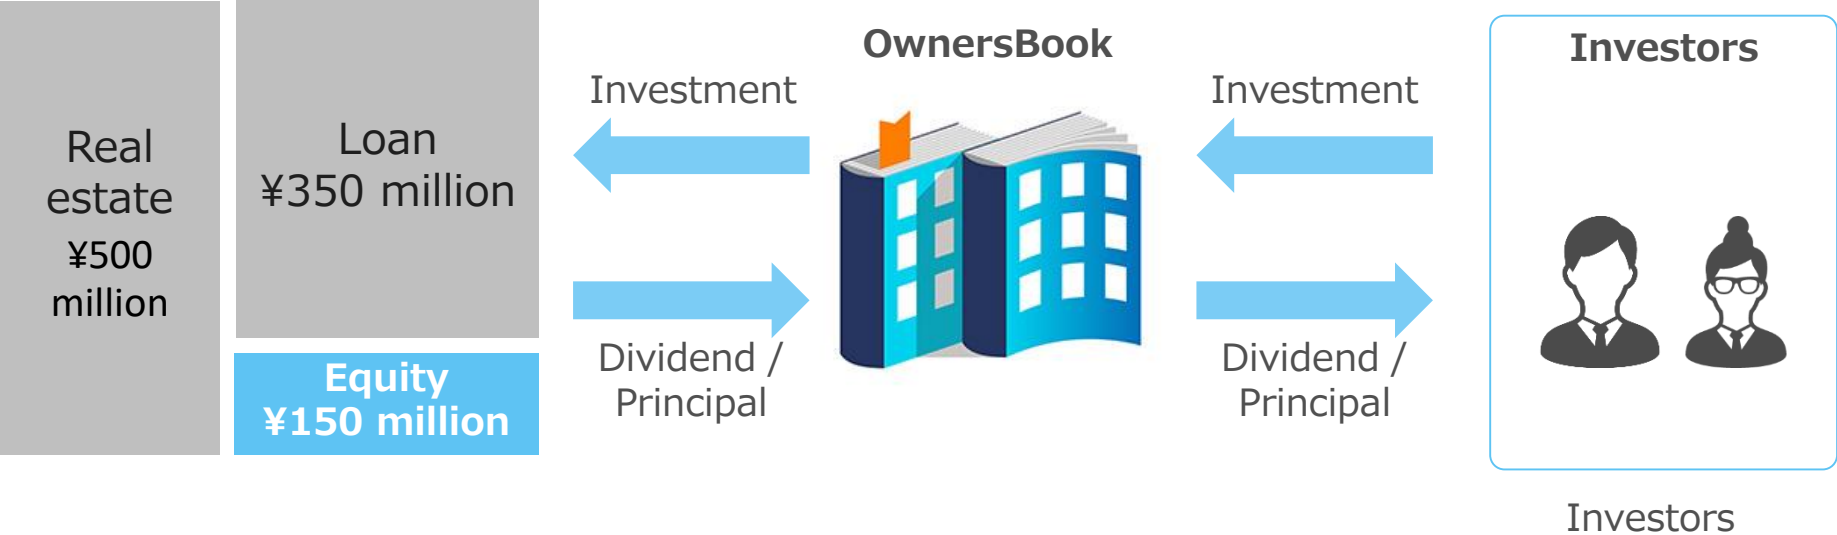 Real
estate
¥500
million
Loan
¥350 million
Equity
¥150 million
Investment
Dividend /
Principal
OwnersBook
Investment
Dividend /
Principal
Investors
Investors